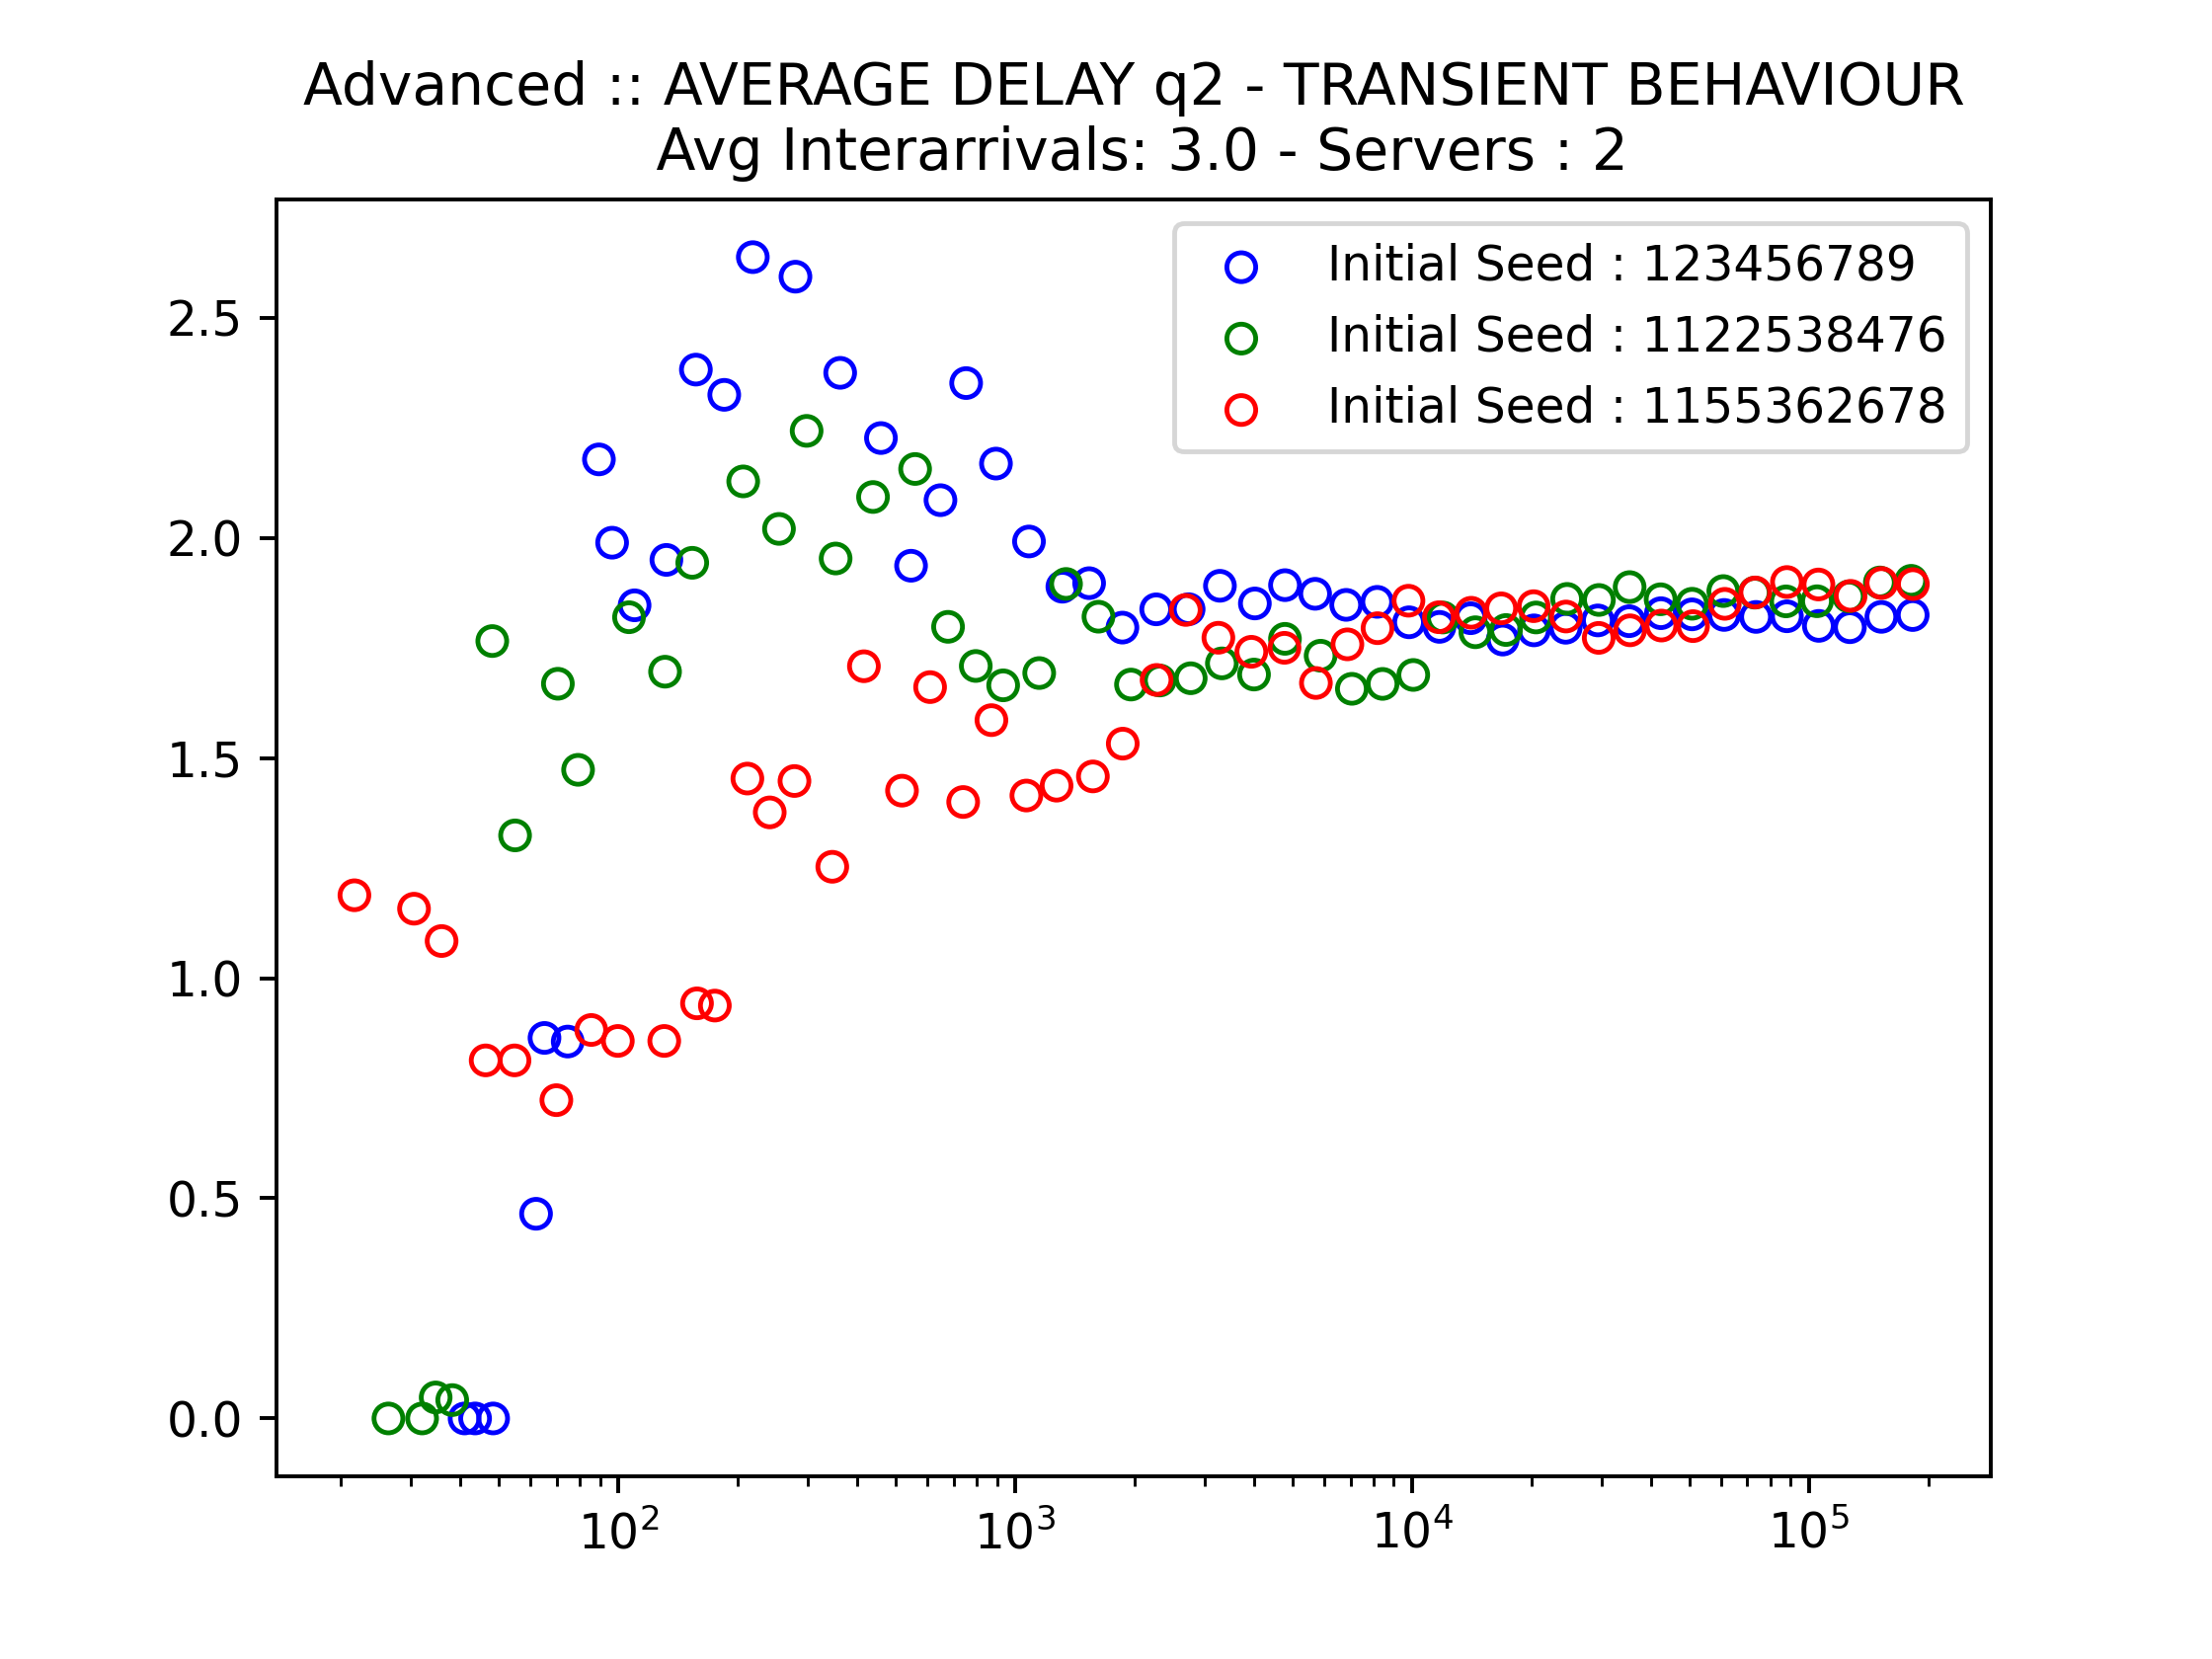 Advanced :: AVERAGE DELAY q2 - TRANSIENT BEHAVIOUR
Avg Interarrivals: 3.0 - Servers : 2
Initial Seed : 123456789
Initial Seed : 1122538476
Initial Seed : 1155362678
2.5
2.0
1.5
1.0
0.5
0.0
10² 10³ 10⁴ 10⁵